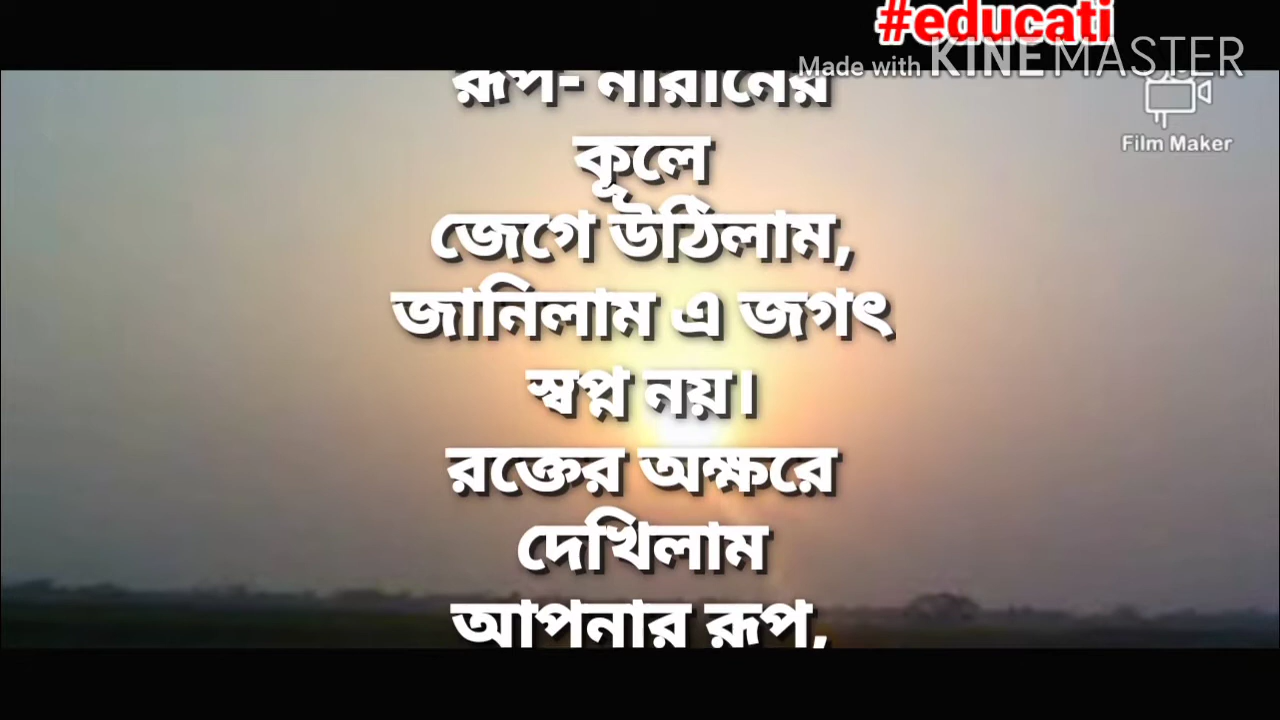 #educati
Made with KINEMASTER
Film Maker
রূপ- নারানের
কূলে
জেগে উঠিলাম,
জানিলাম এ জগৎ
স্বপ্ন নয়।
রক্তের অক্ষরে
দেখিলাম
আপনার রূপ,